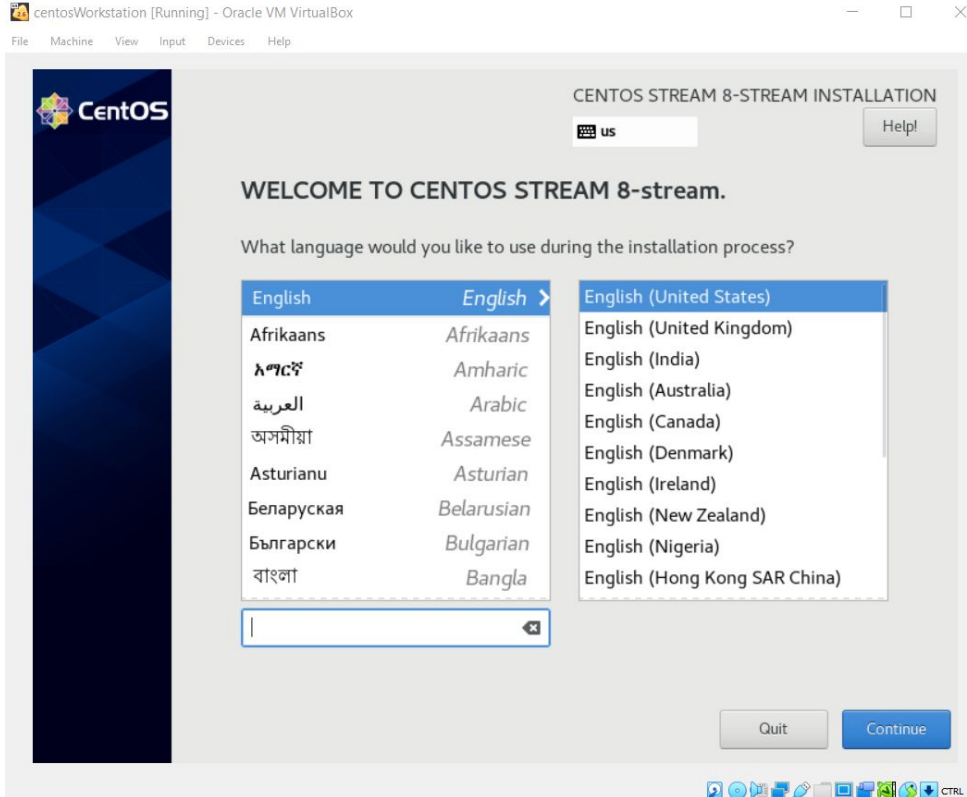 centosWorkstation [Running] - Oracle VM VirtualBox
File Machine View Input Devices Help
CentOS
CENTOS STREAM 8-STREAM INSTALLATION
us
Help!
WELCOME TO CENTOS STREAM 8-stream.
What language would you like to use during the installation process?
English English
Afrikaans Afrikaans
አማርኛ Amharic
العربية Arabic
অসমীয়া Assamese
Asturianu Asturian
Беларуская Belarusian
Български Bulgarian
বাংলা Bangla
English (United States)
English (United Kingdom)
English (India)
English (Australia)
English (Canada)
English (Denmark)
English (Ireland)
English (New Zealand)
English (Nigeria)
English (Hong Kong SAR China)
Quit Continue
CTRL